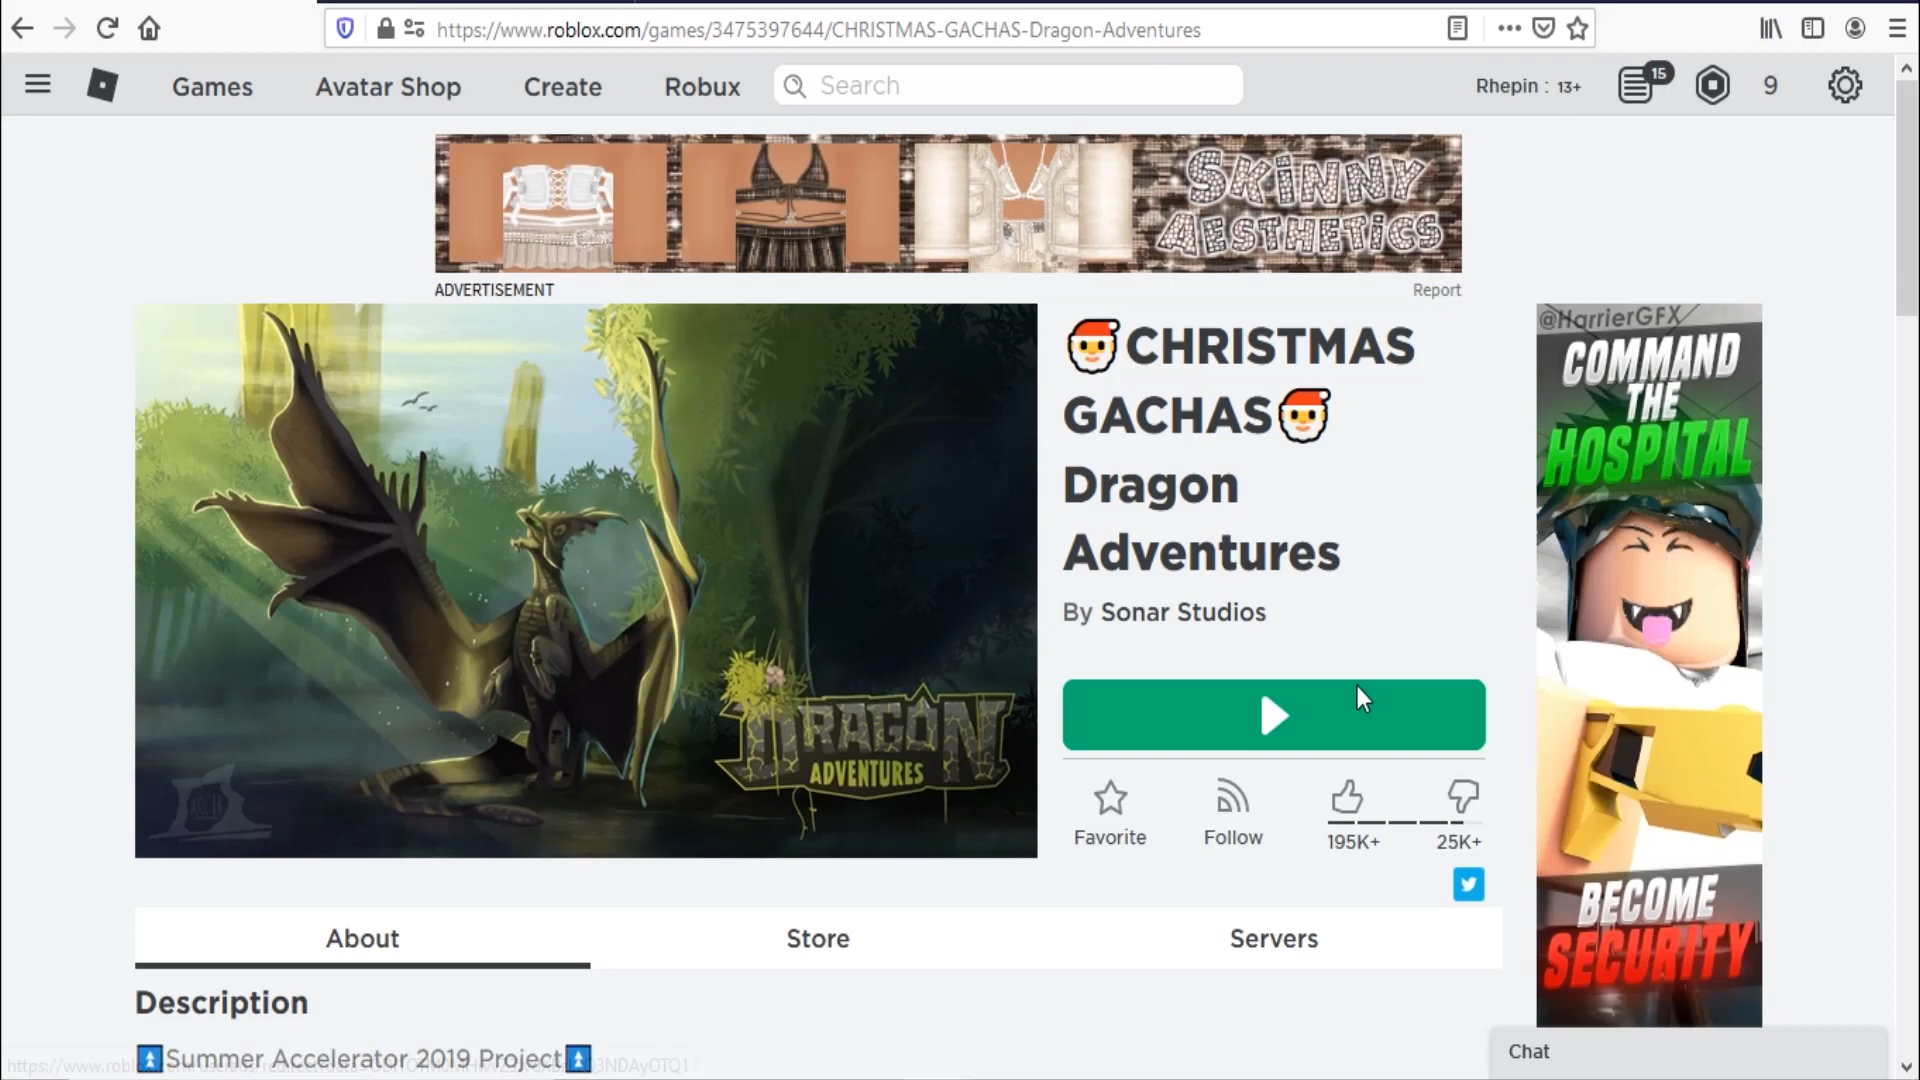 https://www.roblox.com/games/3475397644/CHRISTMAS-GACHAS-Dragon-Adventures
Games
Avatar Shop
Create
Robux
Search
Rhepin : 13+
15
9
SKiNNY
AESTHETiCS
ADVERTISEMENT
Report
DRAGON
ADVENTURES
🎅CHRISTMAS
GACHAS🎅
Dragon
Adventures
By Sonar Studios
Favorite
Follow
195K+
25K+
@HarrierGFX
COMMAND
THE
HOSPITAL
BECOME
SECURITY
About
Store
Servers
Description
⏫Summer Accelerator 2019 Project⏫
Chat